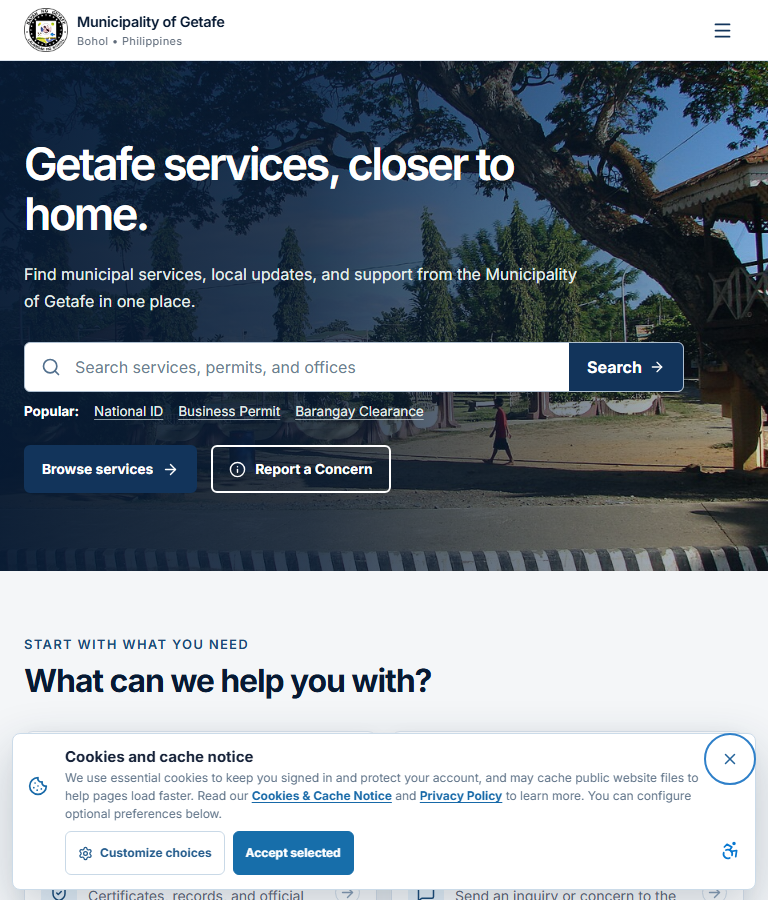 Municipality of Getafe
Bohol • Philippines
Getafe services, closer to
home.
Find municipal services, local updates, and support from the Municipality
of Getafe in one place.
Search services, permits, and offices
Search
Popular: National ID Business Permit Barangay Clearance
Browse services
Report a Concern
START WITH WHAT YOU NEED
What can we help you with?
Cookies and cache notice
We use essential cookies to keep you signed in and protect your account, and may cache public website files to
help pages load faster. Read our Cookies & Cache Notice and Privacy Policy to learn more. You can configure
optional preferences below.
Customize choices
Accept selected
Certificates, records, and official
Send an inquiry or concern to the